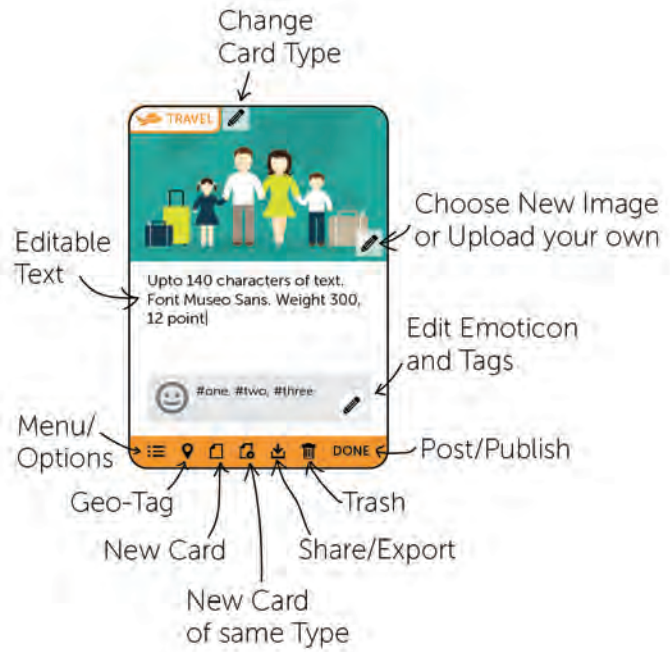 Change
Card Type
TRAVEL
Choose New Image
or Upload your own
Editable
Text
Upto 140 characters of text.
Font Museo Sans. Weight 300,
12 point
Edit Emoticon
and Tags
#one, #two, #three
Menu/
Options
DONE
Post/Publish
Geo-Tag
Trash
New Card
Share/Export
New Card
of same Type